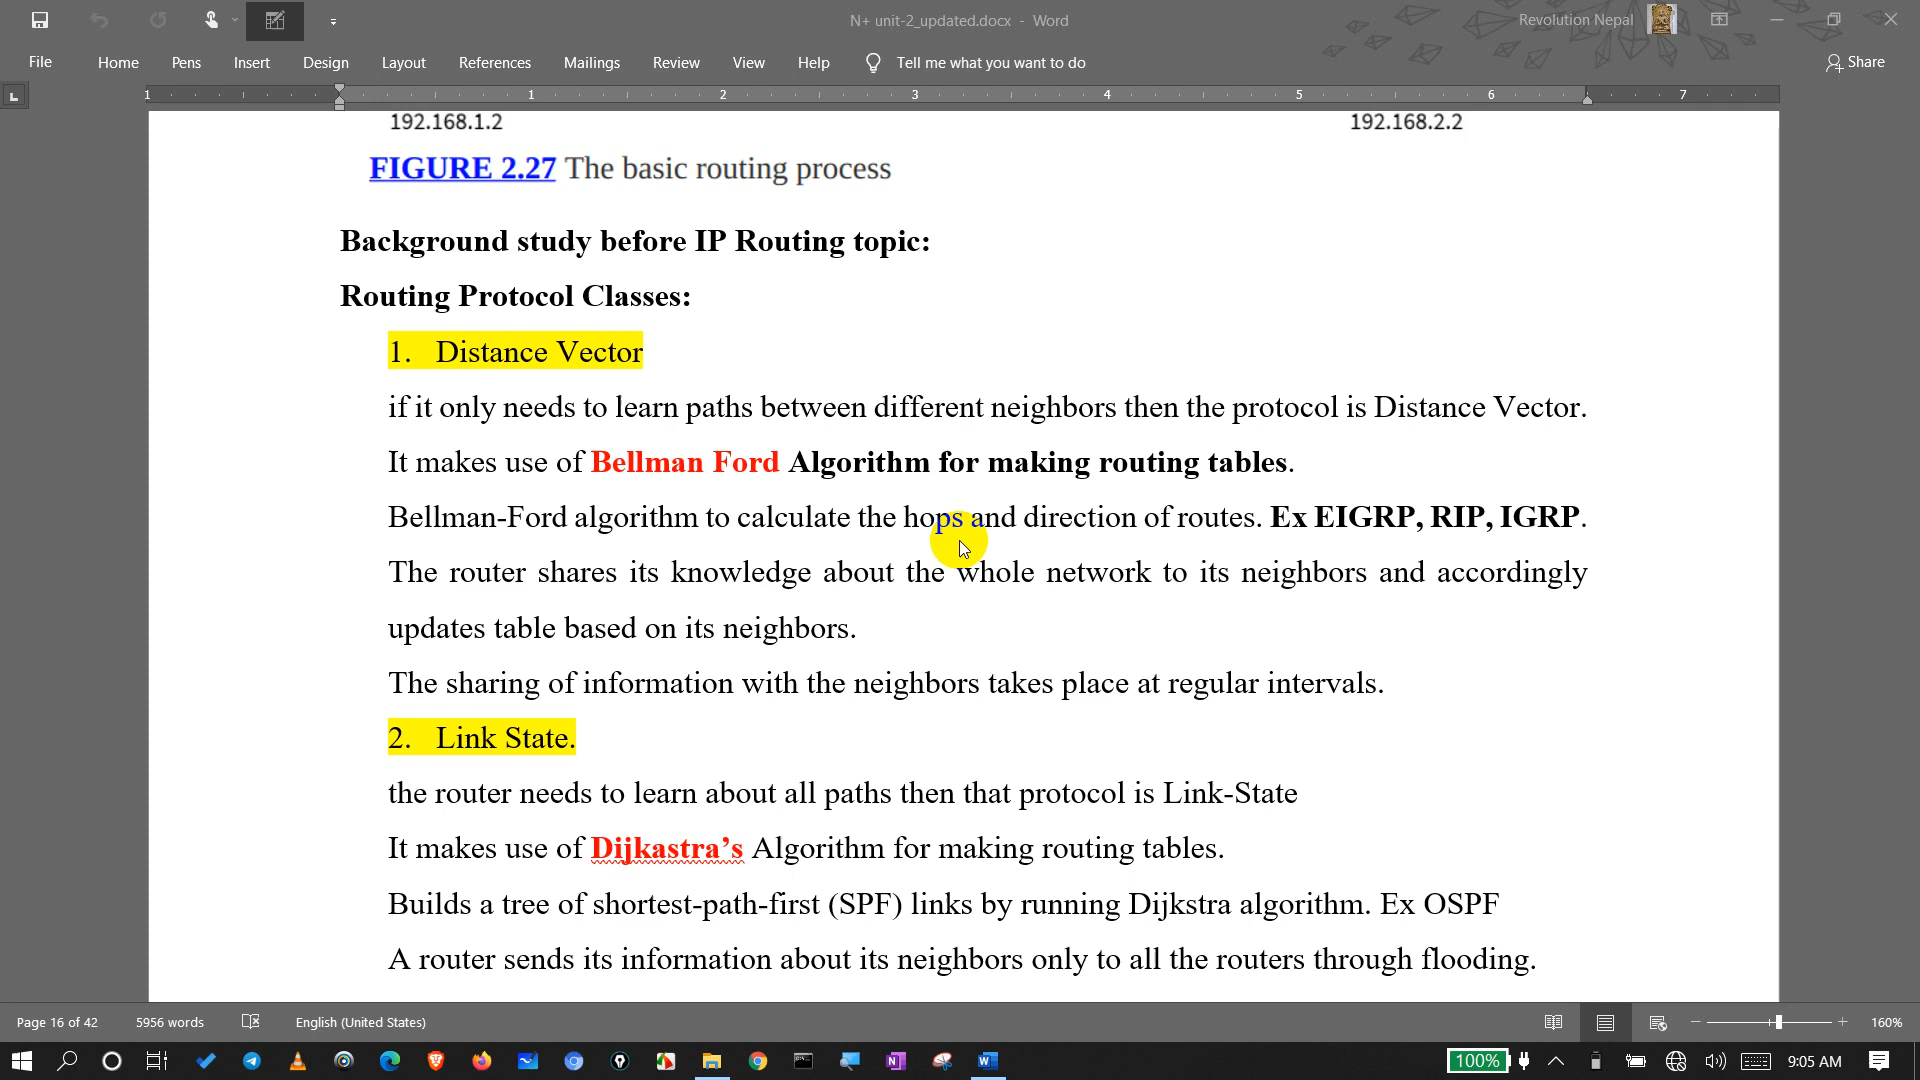 N+ unit-2_updated.docx - Word
Revolution Nepal
File Home Pens Insert Design Layout References Mailings Review View Help Tell me what you want to do Share
1 1 2 3 4 5 6 7
192.168.1.2 192.168.2.2
FIGURE 2.27 The basic routing process
Background study before IP Routing topic:
Routing Protocol Classes:
1. Distance Vector
if it only needs to learn paths between different neighbors then the protocol is Distance Vector.
It makes use of Bellman Ford Algorithm for making routing tables.
Bellman-Ford algorithm to calculate the hops and direction of routes. Ex EIGRP, RIP, IGRP.
The router shares its knowledge about the whole network to its neighbors and accordingly
updates table based on its neighbors.
The sharing of information with the neighbors takes place at regular intervals.
2. Link State.
the router needs to learn about all paths then that protocol is Link-State
It makes use of Dijkastra’s Algorithm for making routing tables.
Builds a tree of shortest-path-first (SPF) links by running Dijkstra algorithm. Ex OSPF
A router sends its information about its neighbors only to all the routers through flooding.
Page 16 of 42 5956 words English (United States) 160%
100% 9:05 AM